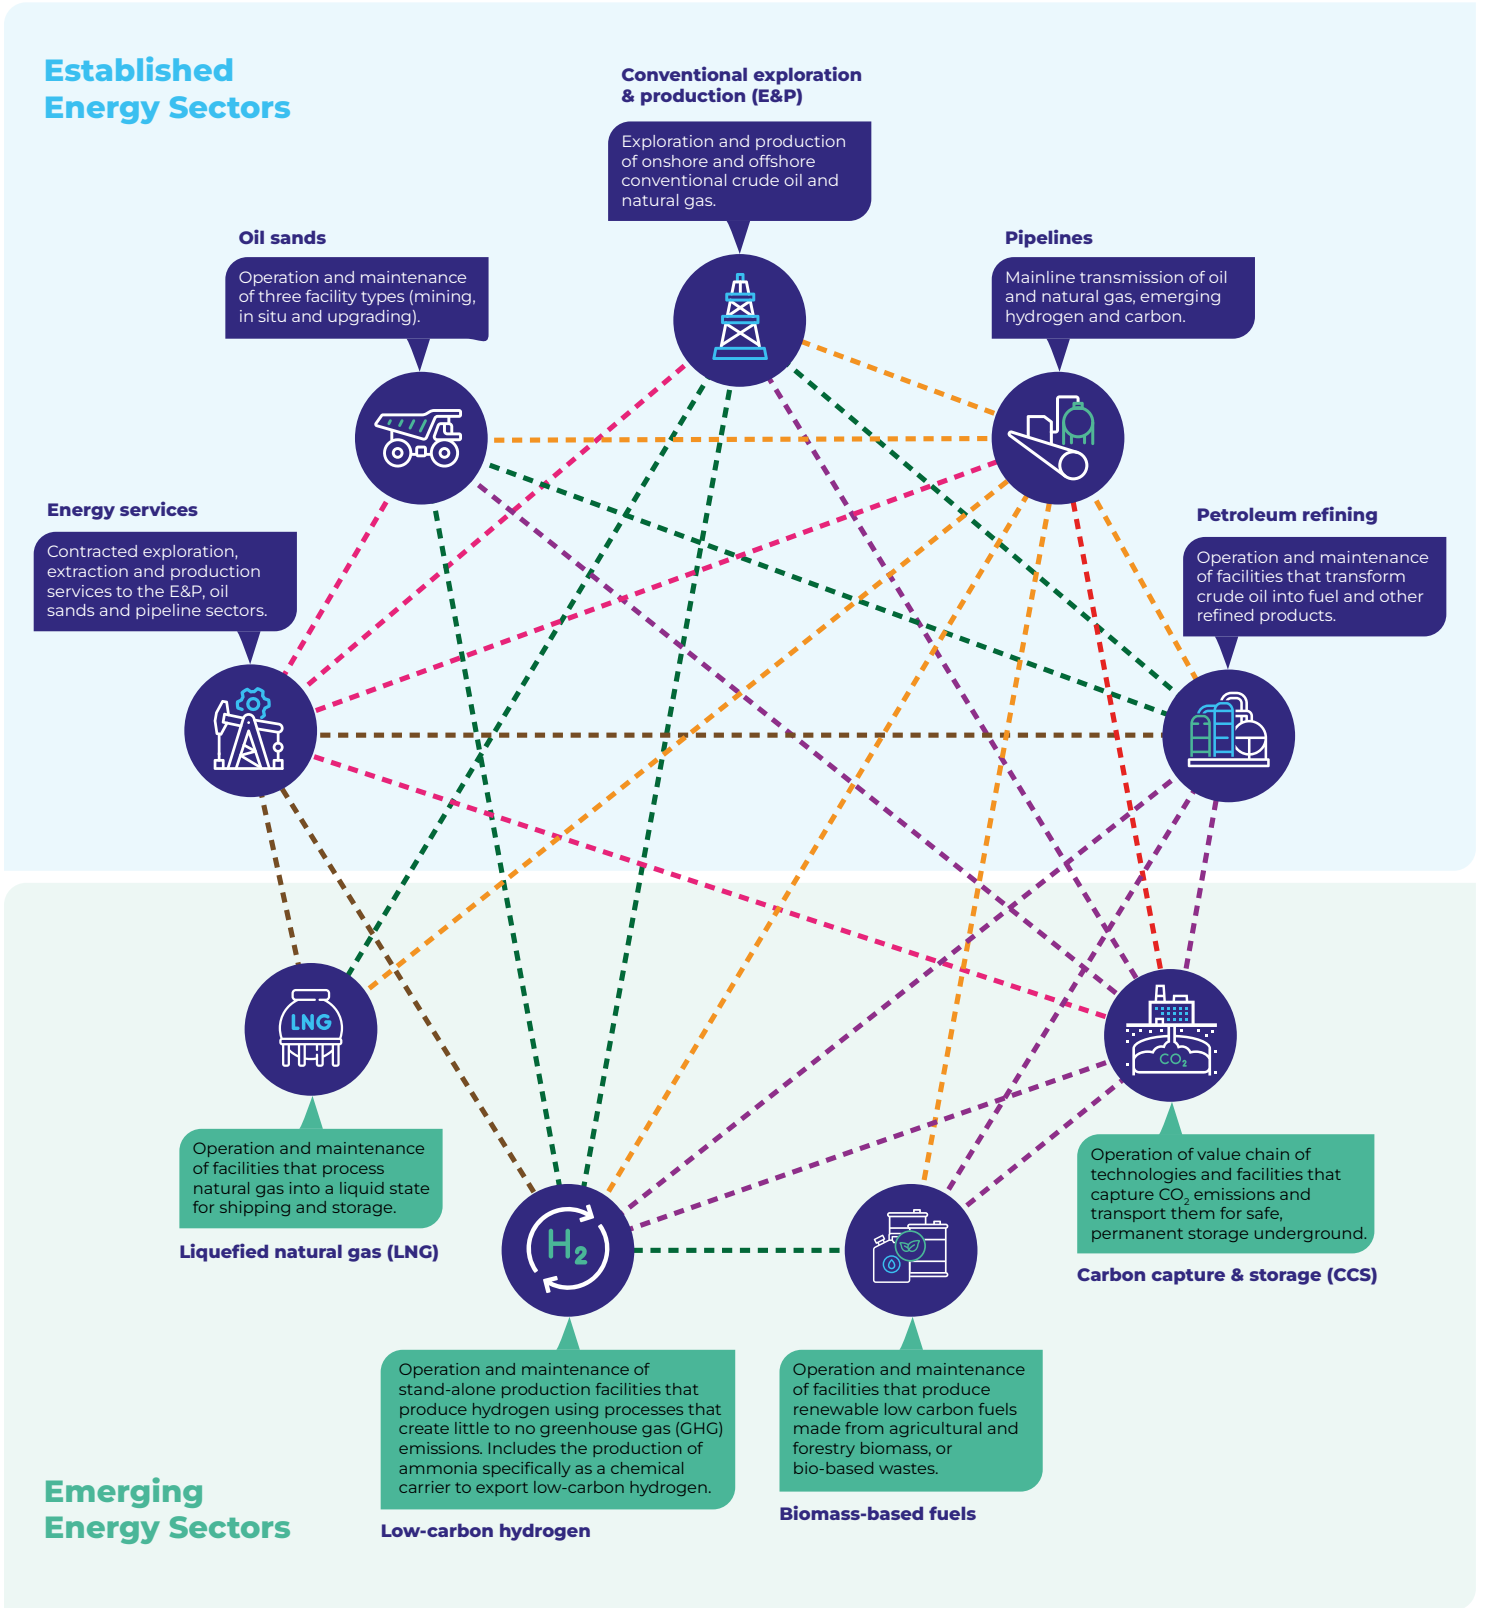 Established
Energy Sectors
Conventional exploration
& production (E&P)
Exploration and production
of onshore and offshore
conventional crude oil and
natural gas.
Oil sands
Operation and maintenance
of three facility types (mining,
in situ and upgrading).
Pipelines
Mainline transmission of oil
and natural gas, emerging
hydrogen and carbon.
Energy services
Contracted exploration,
extraction and production
services to the E&P, oil
sands and pipeline sectors.
Petroleum refining
Operation and maintenance
of facilities that transform
crude oil into fuel and other
refined products.
LNG
Operation and maintenance
of facilities that process
natural gas into a liquid state
for shipping and storage.
Liquefied natural gas (LNG)
CO₂
Operation of value chain of
technologies and facilities that
capture CO₂ emissions and
transport them for safe,
permanent storage underground.
Carbon capture & storage (CCS)
H₂
Operation and maintenance of
stand-alone production facilities that
produce hydrogen using processes that
create little to no greenhouse gas (GHG)
emissions. Includes the production of
ammonia specifically as a chemical
carrier to export low-carbon hydrogen.
Low-carbon hydrogen
Operation and maintenance
of facilities that produce
renewable low carbon fuels
made from agricultural and
forestry biomass, or
bio-based wastes.
Biomass-based fuels
Emerging
Energy Sectors